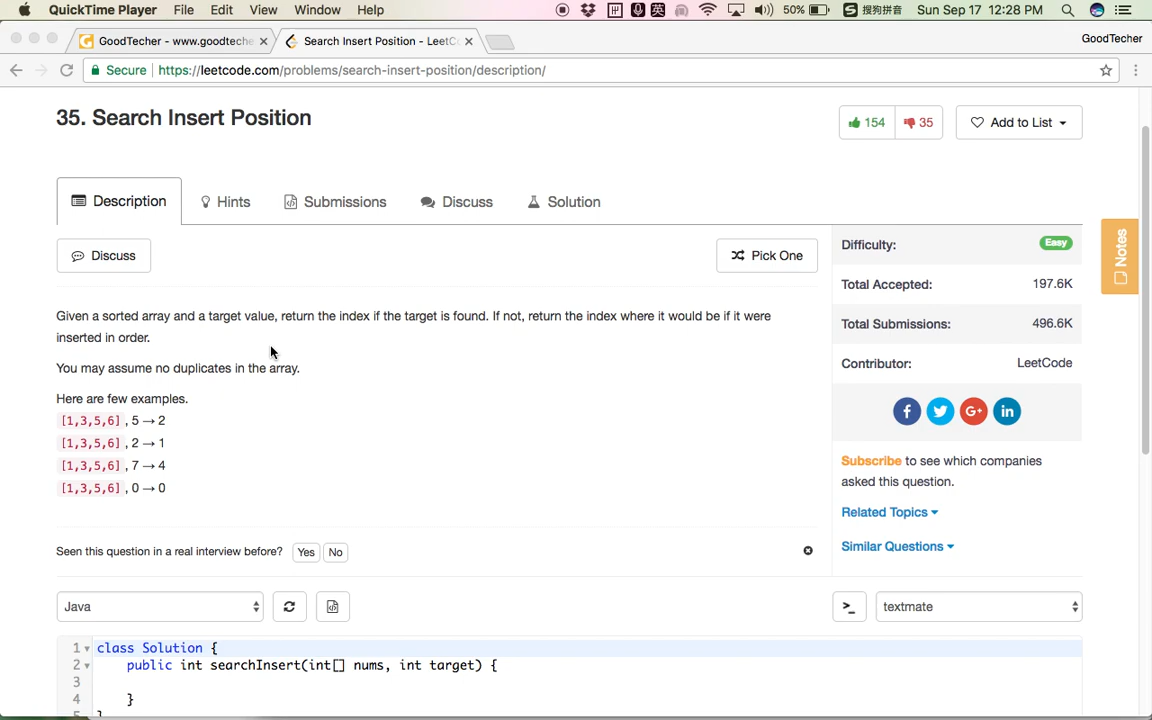 QuickTime Player File Edit View Window Help 英 50% S 搜狗拼音 Sun Sep 17 12:28 PM
GoodTecher - www.goodteche Search Insert Position - LeetCo GoodTecher
Secure https://leetcode.com/problems/search-insert-position/description/
35. Search Insert Position
154 35 Add to List
Description Hints Submissions Discuss Solution
Discuss Pick One
Given a sorted array and a target value, return the index if the target is found. If not, return the index where it would be if it were
inserted in order.
You may assume no duplicates in the array.
Here are few examples.
[1,3,5,6] , 5 → 2
[1,3,5,6] , 2 → 1
[1,3,5,6] , 7 → 4
[1,3,5,6] , 0 → 0
Seen this question in a real interview before? Yes No
Difficulty: Easy
Total Accepted: 197.6K
Total Submissions: 496.6K
Contributor: LeetCode
f G+ in
Subscribe to see which companies
asked this question.
Related Topics
Similar Questions
Notes
Java >_ textmate
1 class Solution {
2 public int searchInsert(int[] nums, int target) {
3
4 }